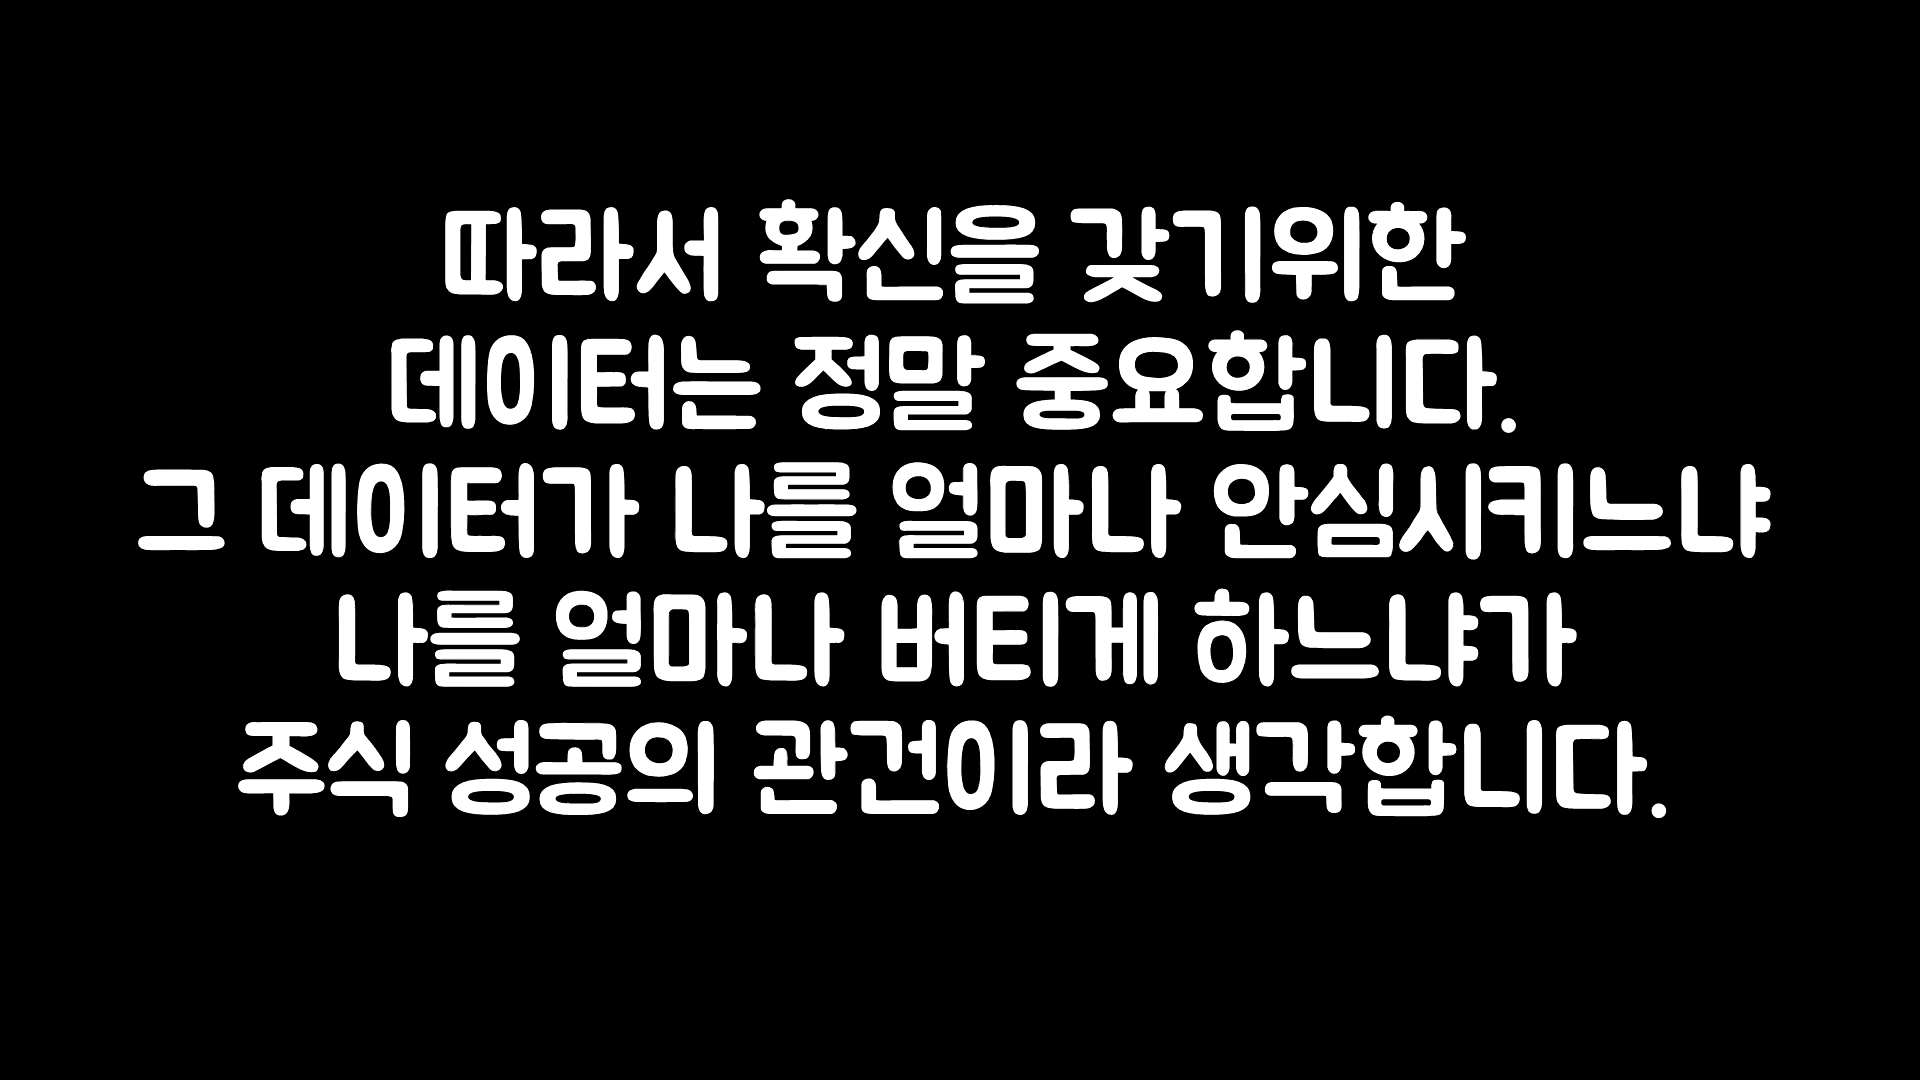 따라서 확신을 갖기위한
데이터는 정말 중요합니다.
그 데이터가 나를 얼마나 안심시키느냐
나를 얼마나 버티게 하느냐가
주식 성공의 관건이라 생각합니다.